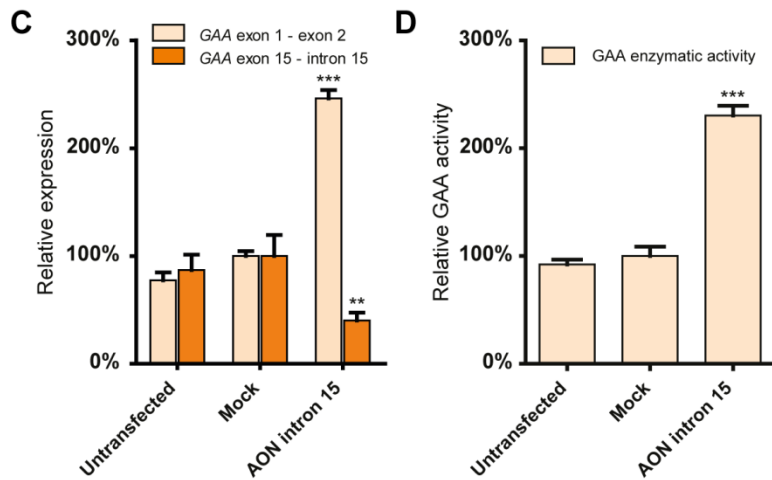 C
300%
200%
100%
0%
Relative expression
GAA exon 1 - exon 2
GAA exon 15 - intron 15
***
**
Untransfected
Mock
AON intron 15
D
300%
200%
100%
0%
Relative GAA activity
GAA enzymatic activity
***
Untransfected
Mock
AON intron 15